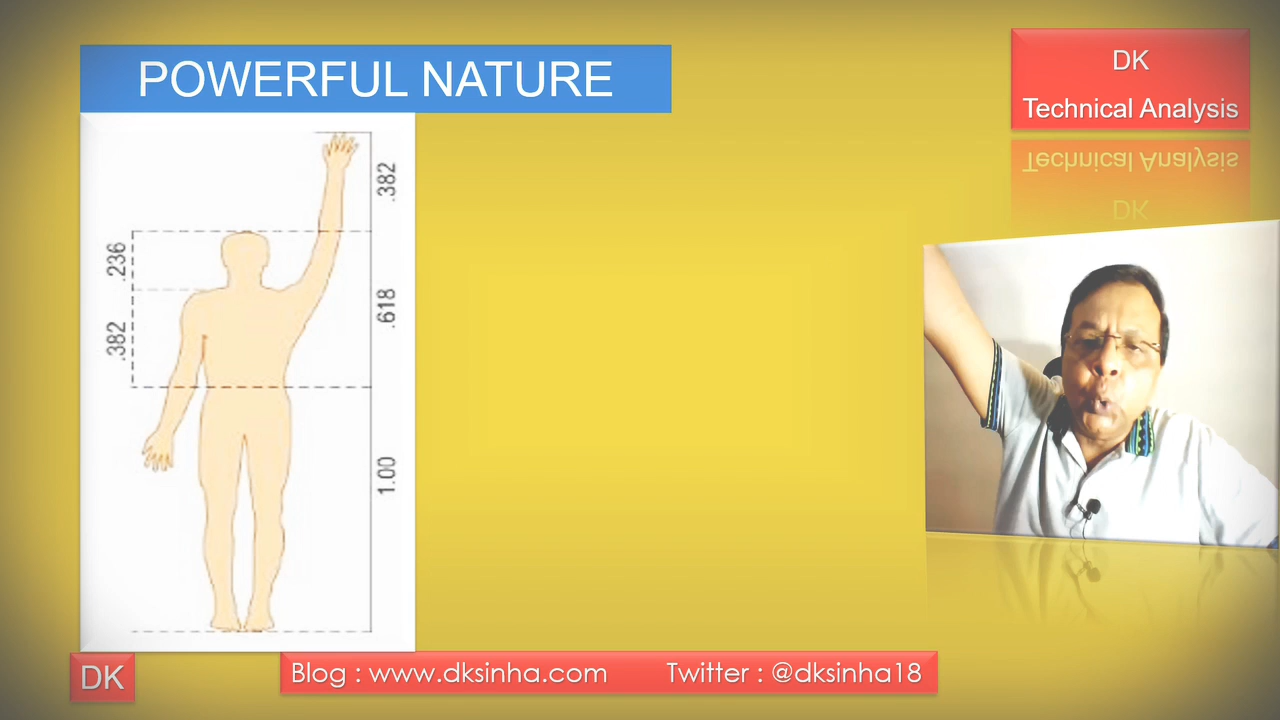 POWERFUL NATURE
DK
Technical Analysis
Technical Analysis
DK
.382
.236
.618
.382
1.00
DK
Blog : www.dksinha.com Twitter : @dksinha18